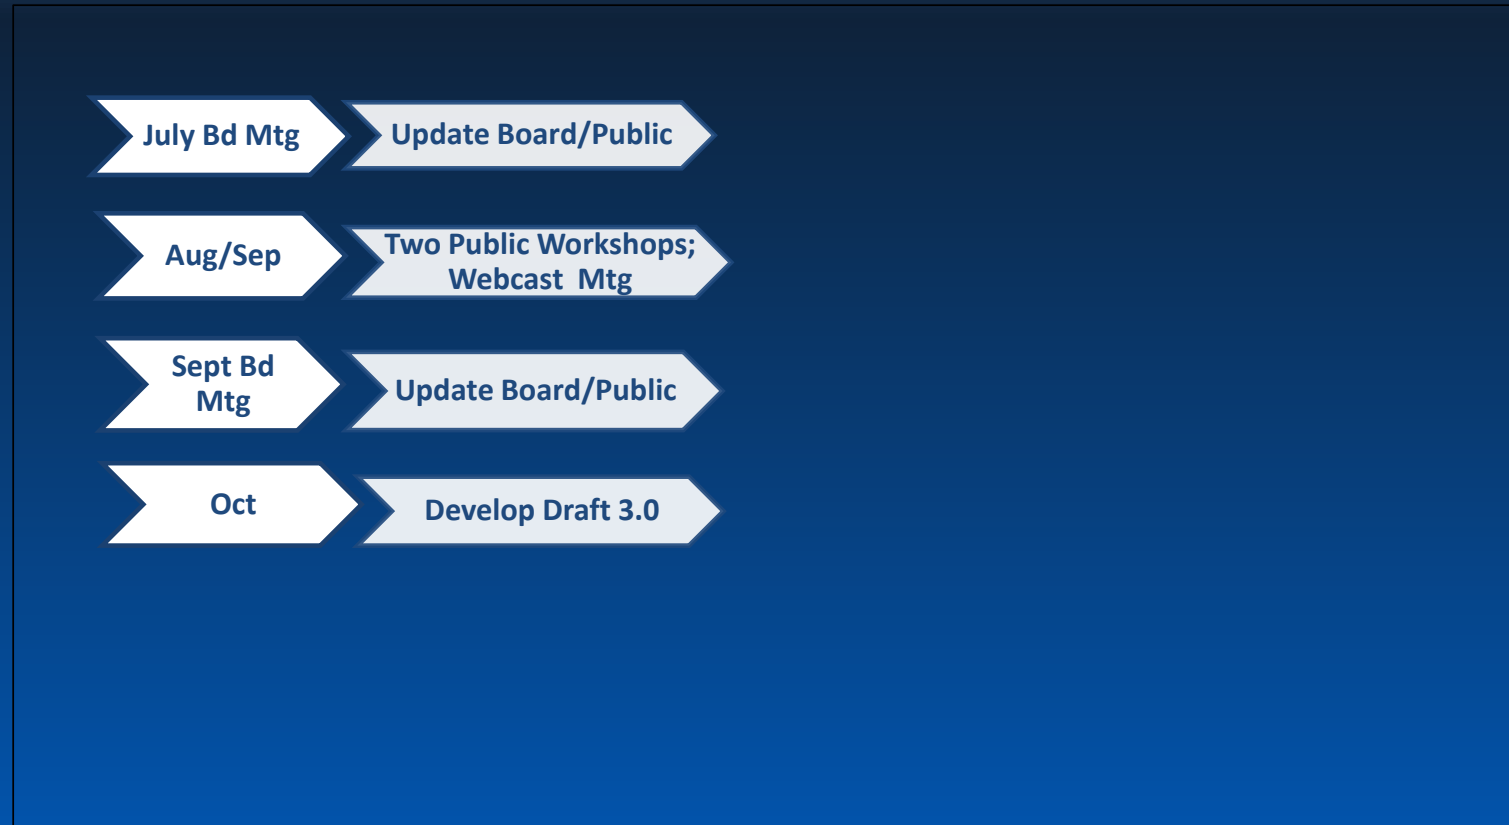 July Bd Mtg
Update Board/Public
Aug/Sep
Two Public Workshops;
Webcast  Mtg
Sept Bd
Mtg
Update Board/Public
Oct
Develop Draft 3.0